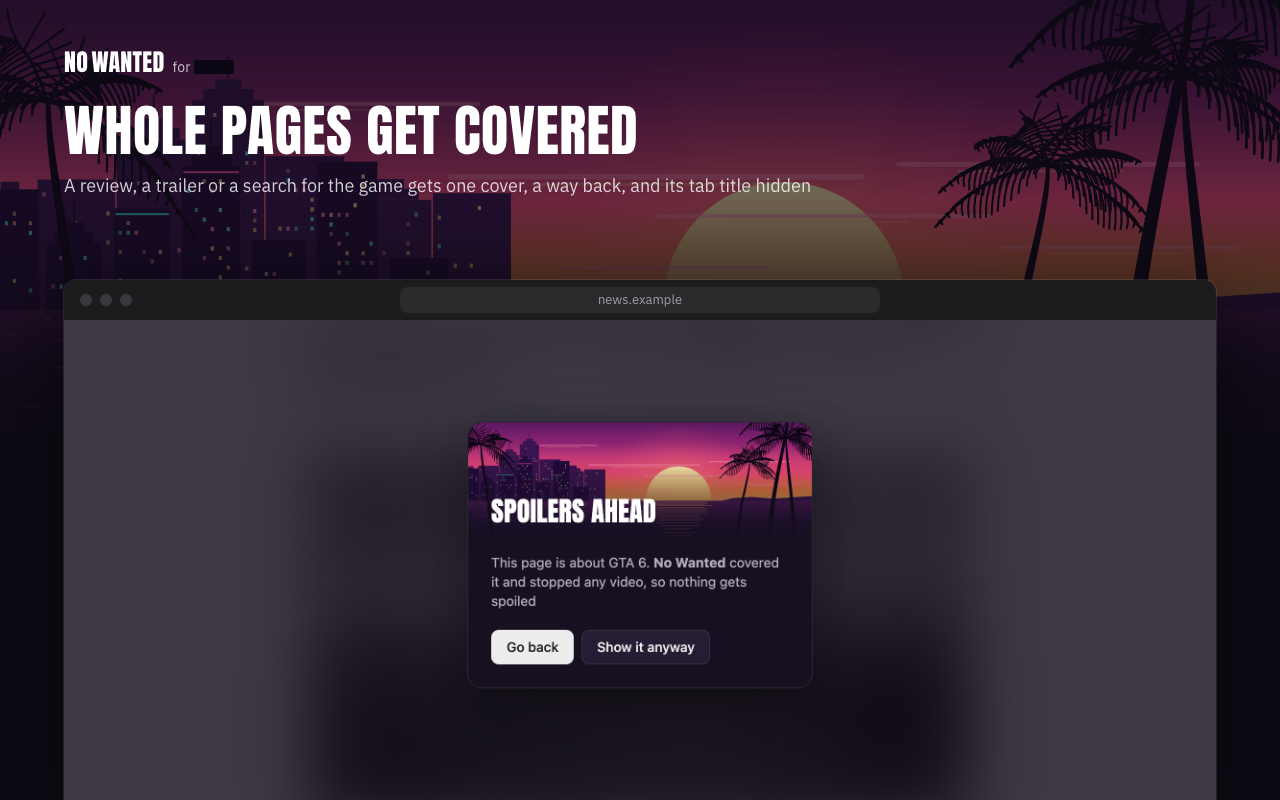 NO WANTED for
WHOLE PAGES GET COVERED
A review, a trailer or a search for the game gets one cover, a way back, and its tab title hidden
news.example
SPOILERS AHEAD
This page is about GTA 6. No Wanted covered
it and stopped any video, so nothing gets
spoiled
Go back Show it anyway